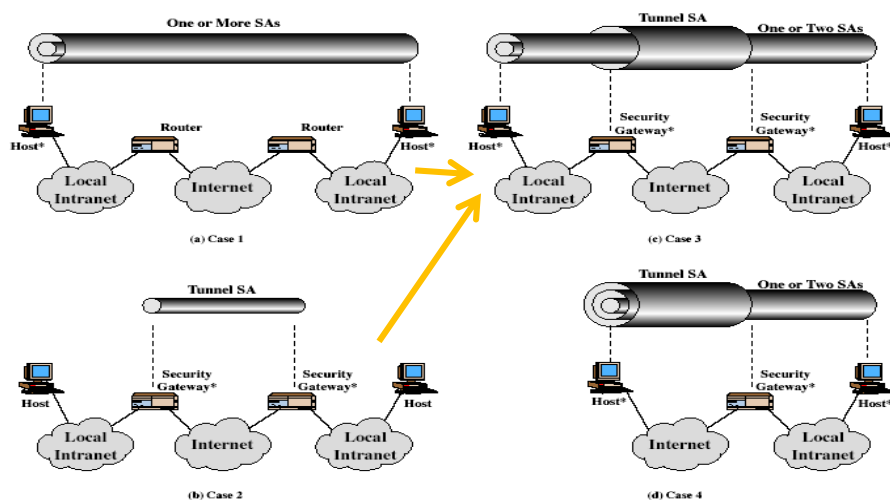 One or More SAs
Router
Router
Host*
Host*
Local
Intranet
Internet
Local
Intranet
(a) Case 1
Tunnel SA
One or Two SAs
Security
Gateway*
Security
Gateway*
Host*
Host*
Local
Intranet
Internet
Local
Intranet
(c) Case 3
Tunnel SA
Security
Gateway*
Security
Gateway*
Host
Host
Local
Intranet
Internet
Local
Intranet
(b) Case 2
Tunnel SA
One or Two SAs
Security
Gateway*
Host*
Host*
Internet
Local
Intranet
(d) Case 4